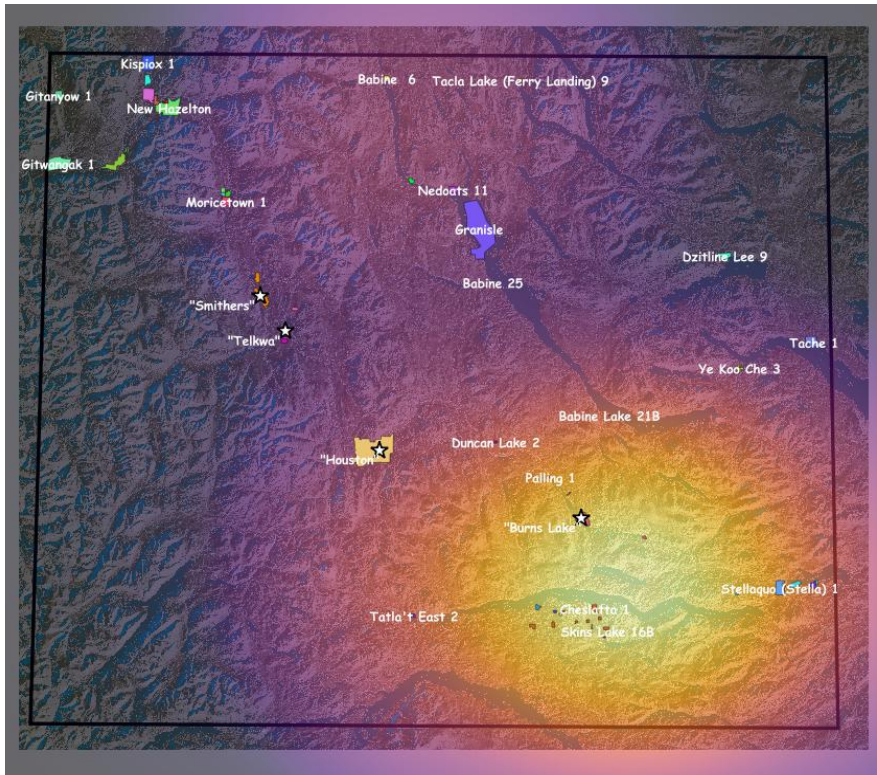 Kispiox 1
Babine 6
Tacla Lake (Ferry Landing) 9
Gitanyow 1
New Hazelton
Gitwangak 1
Nedoats 11
Moricetown 1
Granisle
Dzitline Lee 9
Babine 25
"Smithers"
"Telkwa"
Tache 1
Ye Koo Che 3
Babine Lake 21B
Duncan Lake 2
"Houston"
Palling 1
"Burns Lake"
Stellaquo (Stella) 1
Cheslatta 1
Tatla't East 2
Skins Lake 16B